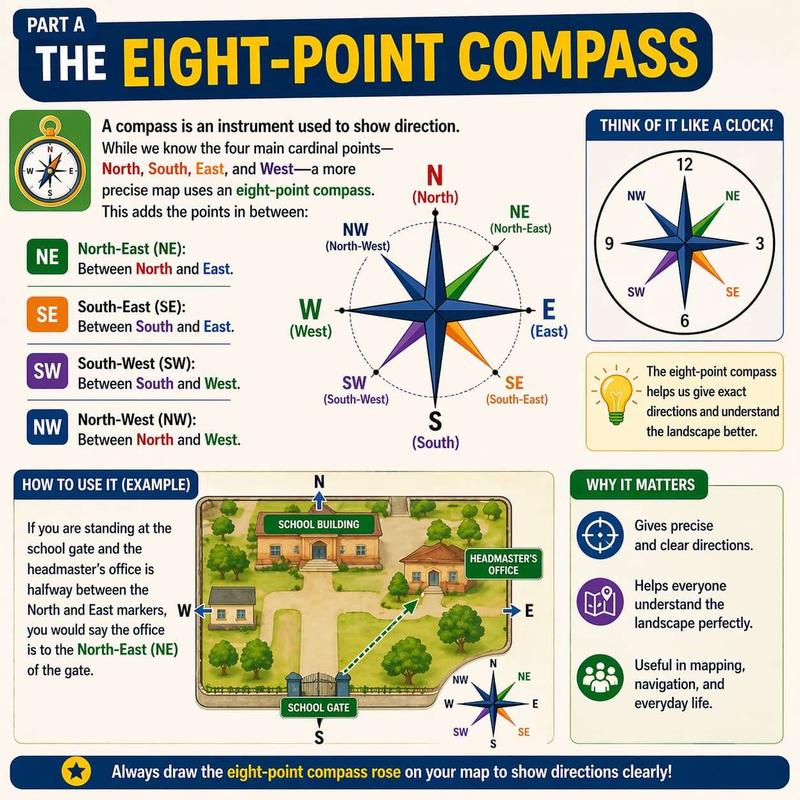 PART A
THE EIGHT-POINT COMPASS
A compass is an instrument used to show direction.
While we know the four main cardinal points—
North, South, East, and West—a more
precise map uses an eight-point compass.
This adds the points in between:
N
W
E
S
NE
North-East (NE):
Between North and East.
SE
South-East (SE):
Between South and East.
SW
South-West (SW):
Between South and West.
NW
North-West (NW):
Between North and West.
N
(North)
NW
(North-West)
NE
(North-East)
W
(West)
E
(East)
SW
(South-West)
SE
(South-East)
S
(South)
THINK OF IT LIKE A CLOCK!
12
NW
NE
9
3
SW
SE
6
The eight-point compass
helps us give exact
directions and understand
the landscape better.
HOW TO USE IT (EXAMPLE)
If you are standing at the
school gate and the
headmaster's office is
halfway between the
North and East markers,
you would say the office
is to the North-East (NE)
of the gate.
N
SCHOOL BUILDING
HEADMASTER'S
OFFICE
W
E
SCHOOL GATE
S
N
NW
NE
W
E
SW
SE
S
WHY IT MATTERS
Gives precise
and clear directions.
Helps everyone
understand the
landscape perfectly.
Useful in mapping,
navigation, and
everyday life.
Always draw the eight-point compass rose on your map to show directions clearly!